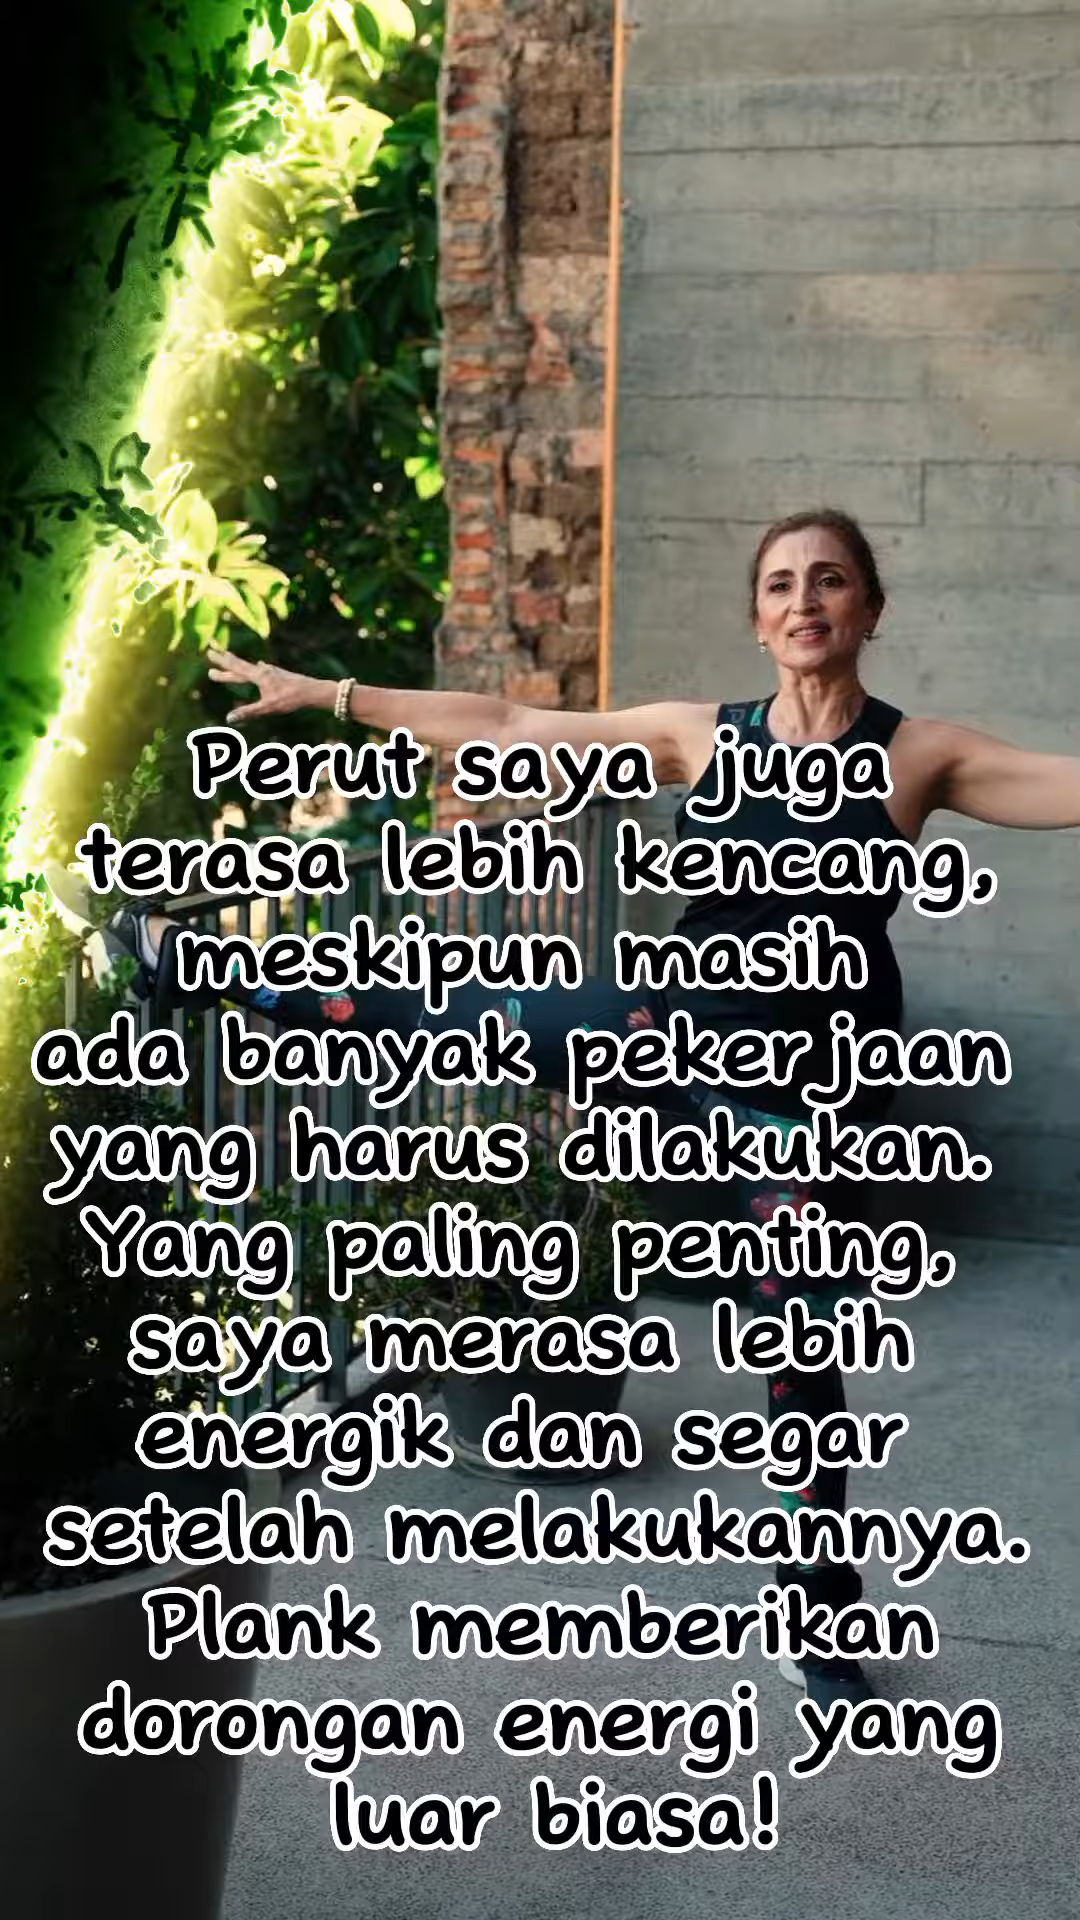 Perut saya juga
terasa lebih kencang,
meskipun masih
ada banyak pekerjaan
yang harus dilakukan.
Yang paling penting,
saya merasa lebih
energik dan segar
setelah melakukannya.
Plank memberikan
dorongan energi yang
luar biasa!